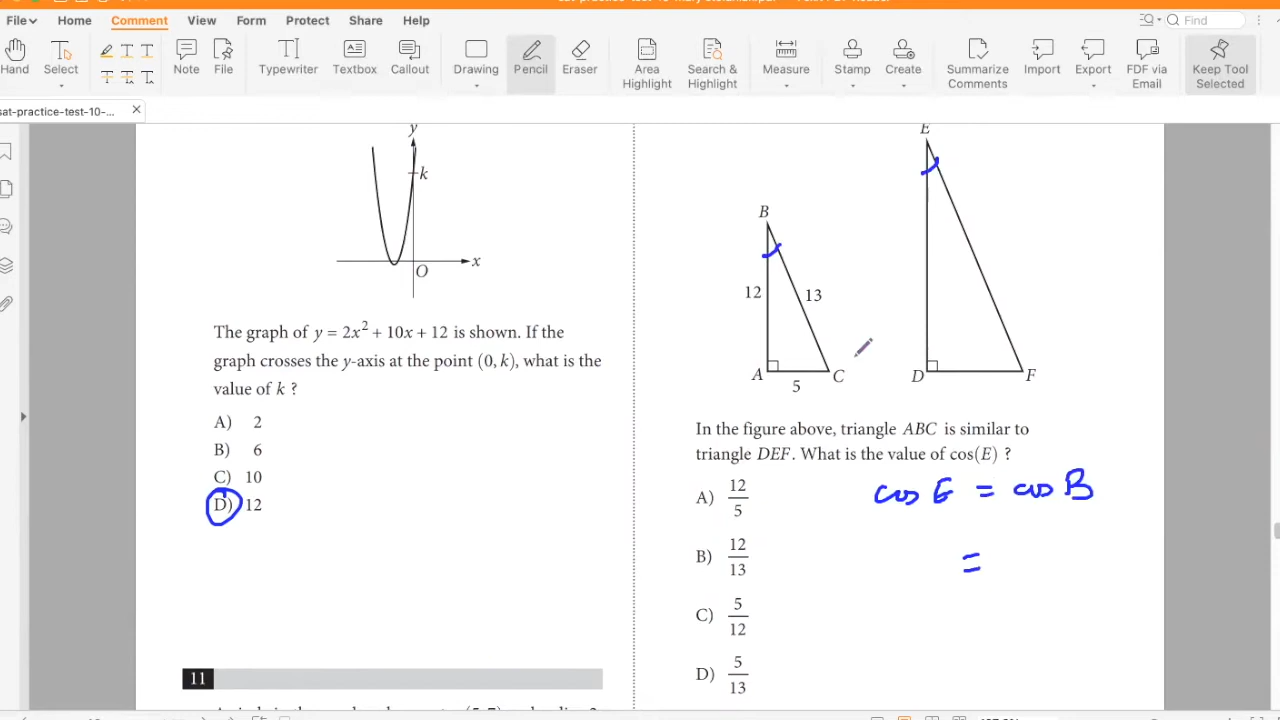 File Home Comment View Form Protect Share Help Find
Hand Select Note File Typewriter Textbox Callout Drawing Pencil Eraser Area Highlight Search & Highlight Measure Stamp Create Summarize Comments Import Export FDF via Email Keep Tool Selected
sat-practice-test-10-...
y
k
x
O
The graph of y = 2x² + 10x + 12 is shown. If the
graph crosses the y-axis at the point (0, k), what is the
value of k ?
A) 2
B) 6
C) 10
D) 12
11
E
B
12
13
A
C
5
D
F
In the figure above, triangle ABC is similar to
triangle DEF. What is the value of cos(E) ?
A) 12/5
B) 12/13
C) 5/12
D) 5/13
cos E = cos B
=